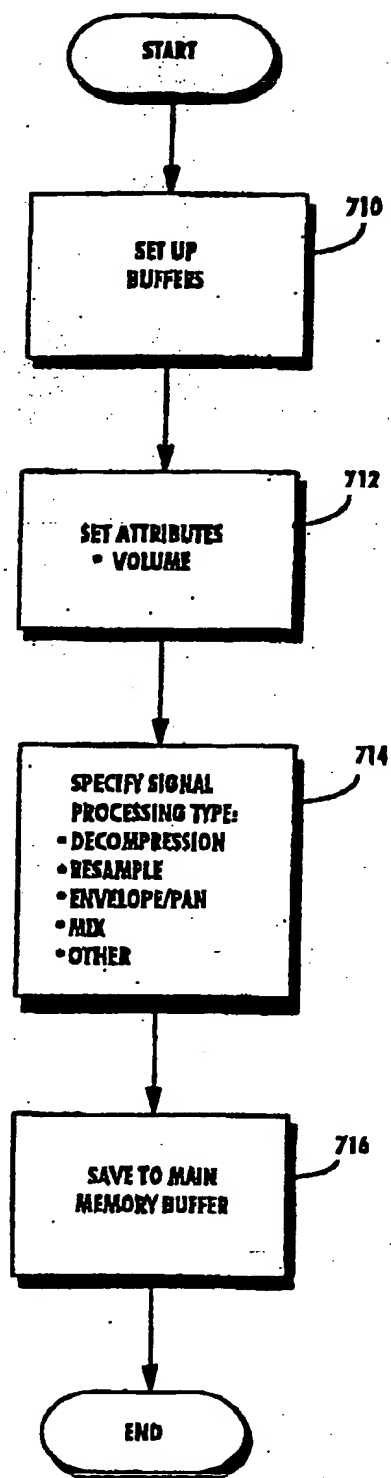 START
710
SET UP
BUFFERS
712
SET ATTRIBUTES
• VOLUME
714
SPECIFY SIGNAL
PROCESSING TYPE:
• DECOMPRESSION
• RESAMPLE
• ENVELOPE/PAN
• MIX
• OTHER
716
SAVE TO MAIN
MEMORY BUFFER
END